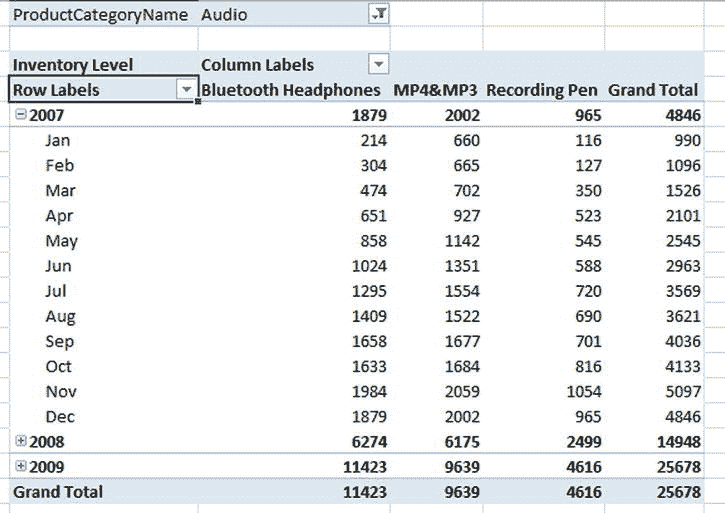 ProductCategoryName Audio
Inventory Level Column Labels
Row Labels Bluetooth Headphones MP4&MP3 Recording Pen Grand Total
2007 1879 2002 965 4846
Jan 214 660 116 990
Feb 304 665 127 1096
Mar 474 702 350 1526
Apr 651 927 523 2101
May 858 1142 545 2545
Jun 1024 1351 588 2963
Jul 1295 1554 720 3569
Aug 1409 1522 690 3621
Sep 1658 1677 701 4036
Oct 1633 1684 816 4133
Nov 1984 2059 1054 5097
Dec 1879 2002 965 4846
2008 6274 6175 2499 14948
2009 11423 9639 4616 25678
Grand Total 11423 9639 4616 25678